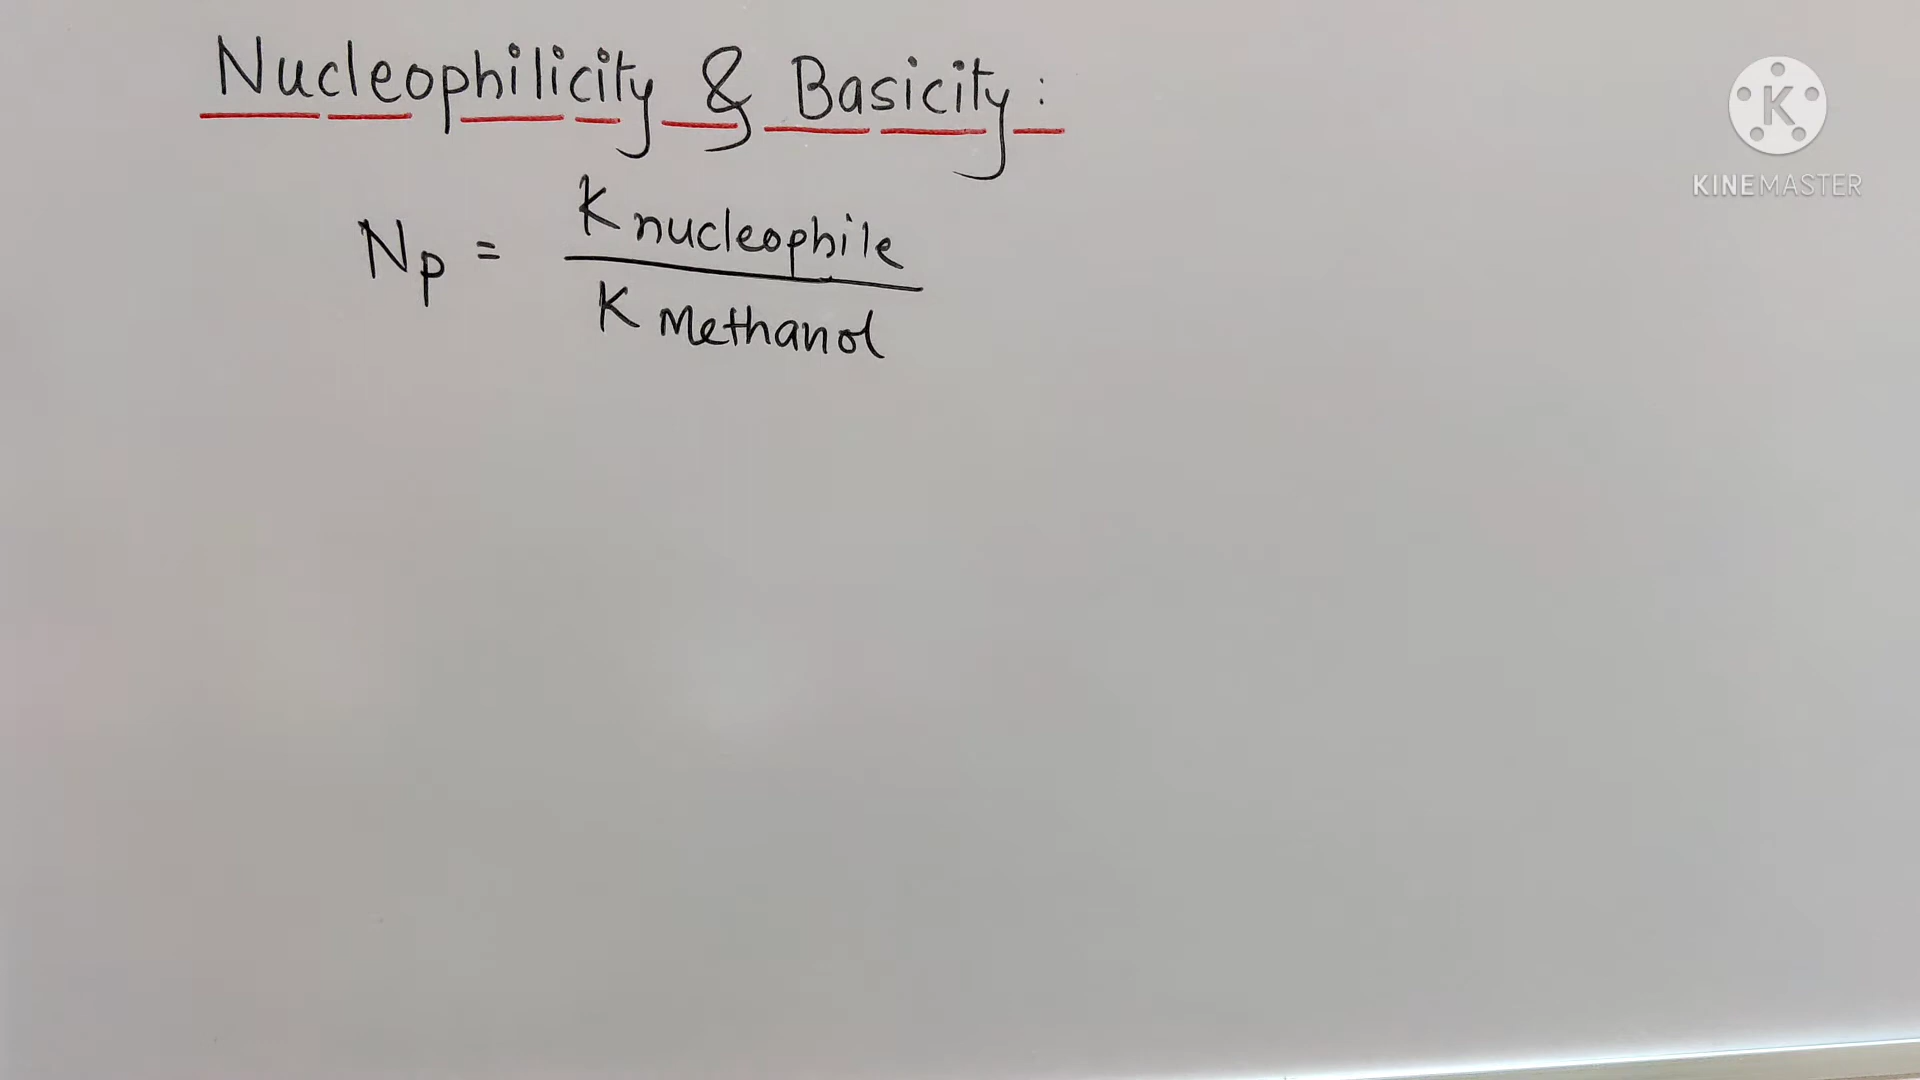 Nucleophilicity & Basicity:
K
KINEMASTER
Np = K nucleophile
K Methanol